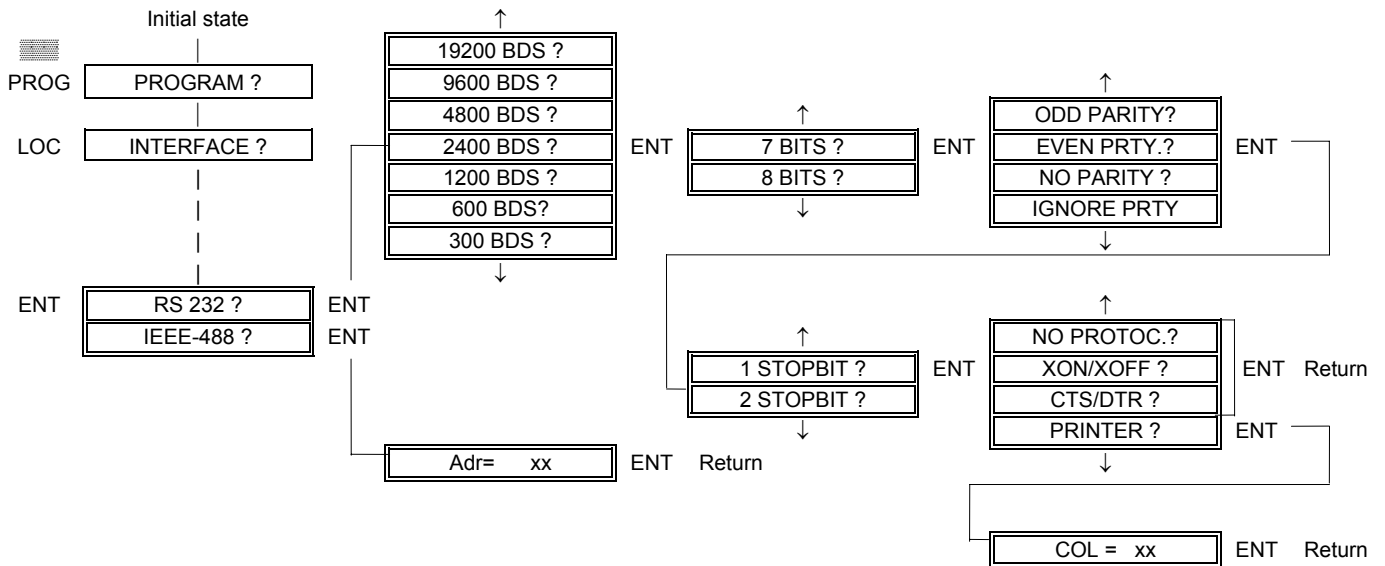 Initial state
PROG
PROGRAM ?
LOC
INTERFACE ?
ENT
RS 232 ?
ENT
IEEE-488 ?
ENT
↑
19200 BDS ?
9600 BDS ?
4800 BDS ?
2400 BDS ?
1200 BDS ?
600 BDS?
300 BDS ?
↓
ENT
↑
7 BITS ?
8 BITS ?
↓
ENT
↑
ODD PARITY?
EVEN PRTY.?
NO PARITY ?
IGNORE PRTY
↓
ENT
↑
1 STOPBIT ?
2 STOPBIT ?
↓
ENT
↑
NO PROTOC.?
XON/XOFF ?
CTS/DTR ?
PRINTER ?
↓
ENT Return
ENT
Adr= xx
ENT Return
COL = xx
ENT Return